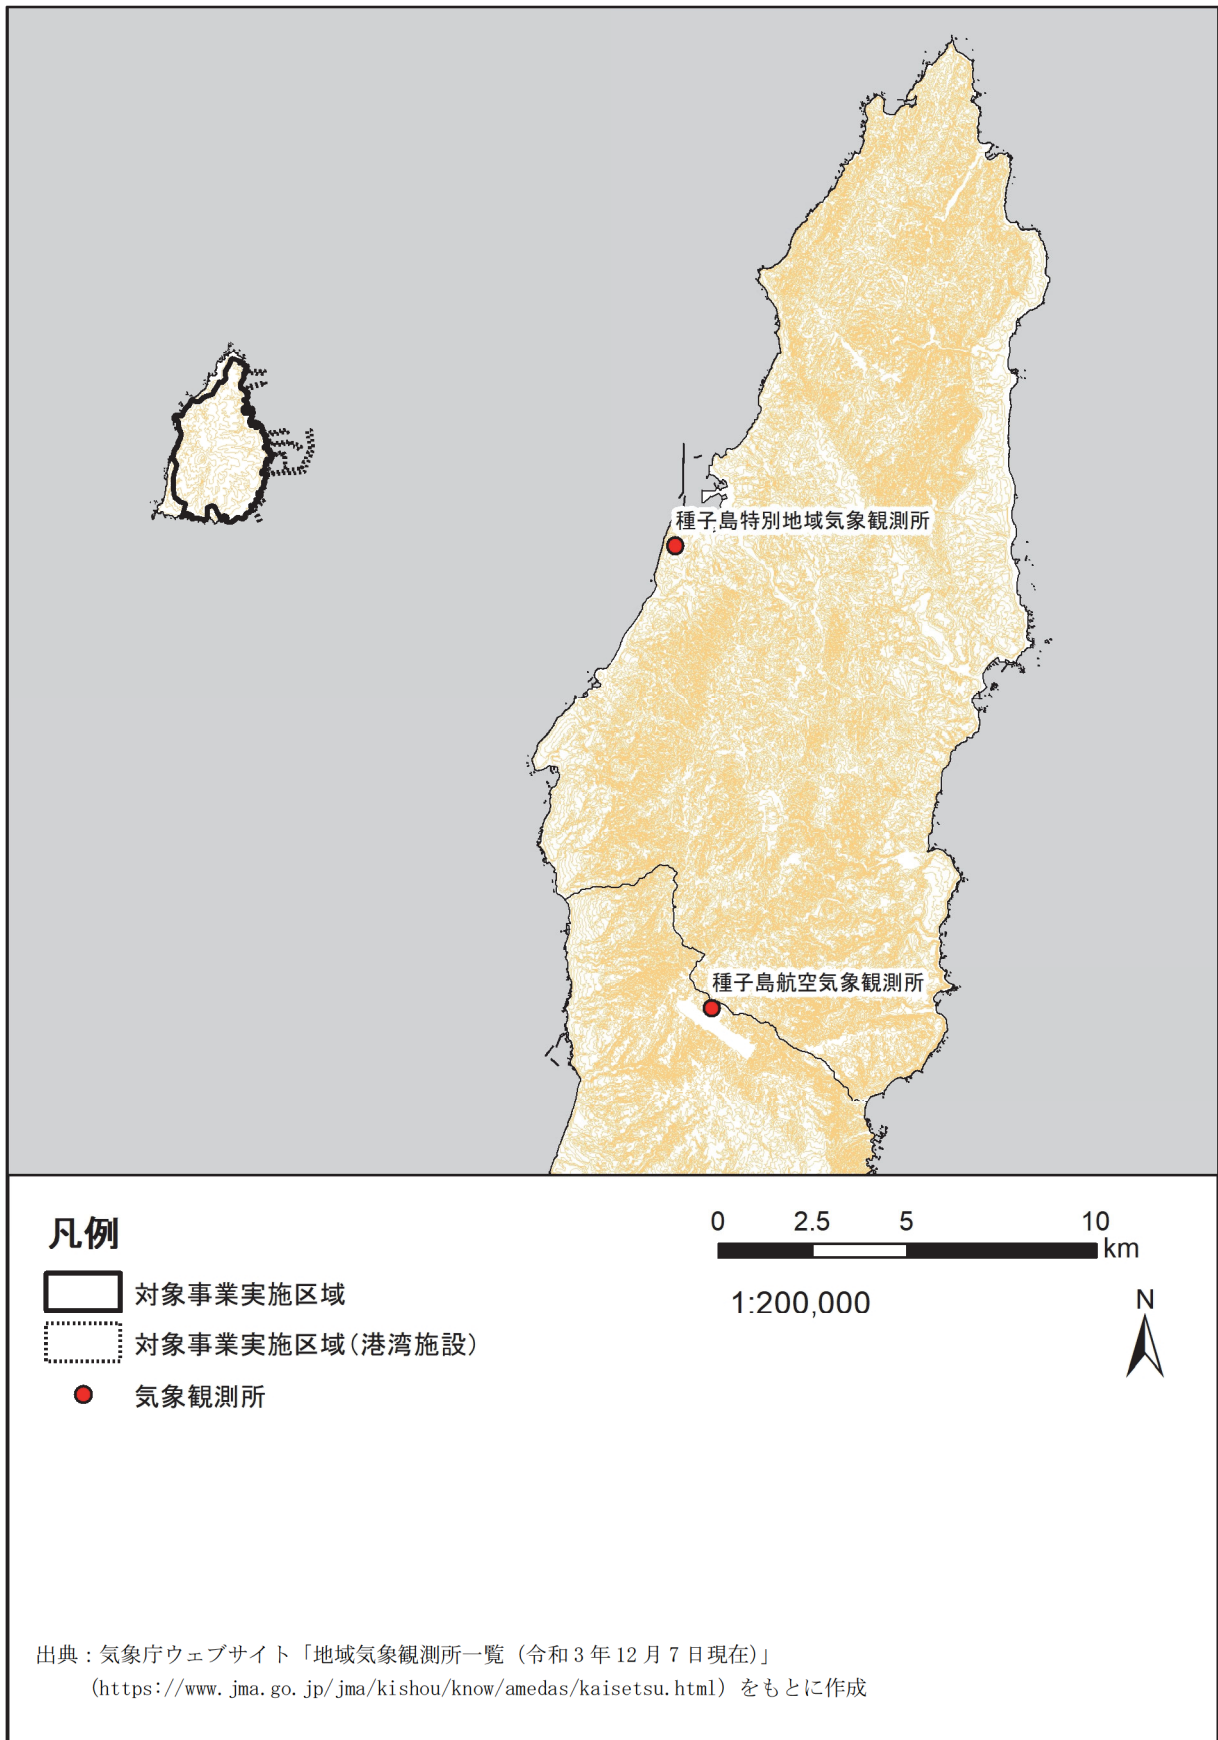 種子島特別地域気象観測所
種子島航空気象観測所
凡例
対象事業実施区域
対象事業実施区域(港湾施設)
気象観測所
0 2.5 5 10
km
1:200,000
N
出典:気象庁ウェブサイト「地域気象観測所一覧(令和3年12月7日現在)」
(https://www.jma.go.jp/jma/kishou/know/amedas/kaisetsu.html)をもとに作成